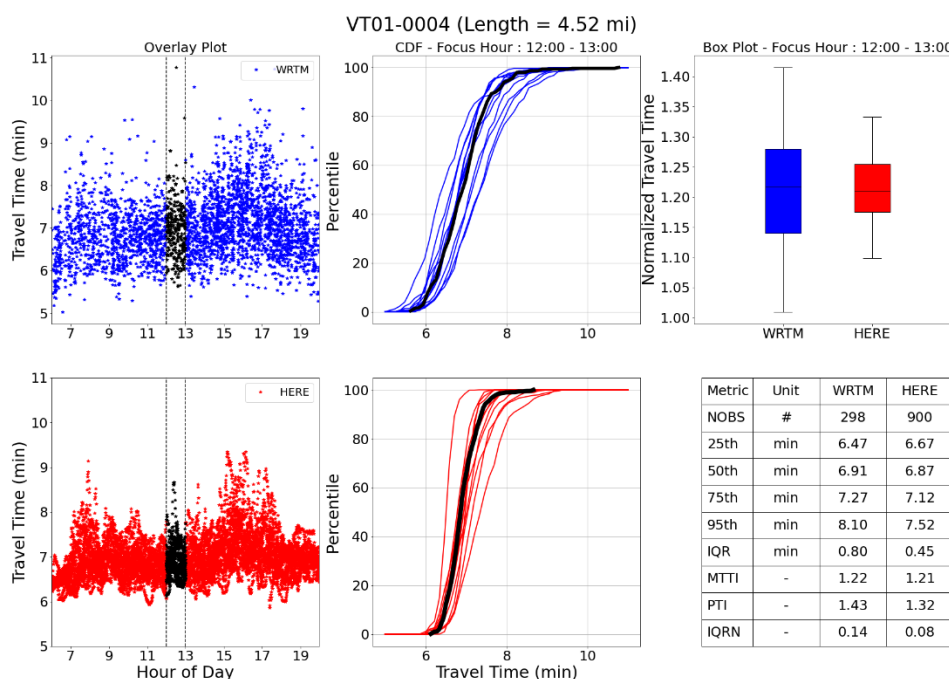 VT01-0004 (Length = 4.52 mi)
Overlay Plot
CDF - Focus Hour : 12:00 - 13:00
Box Plot - Focus Hour : 12:00 - 13:00
Travel Time (min)
11
10
9
8
7
6
5
WRTM
7 9 11 13 15 17 19
Percentile
100
80
60
40
20
0
6 8 10
Normalized Travel Time
1.40
1.35
1.30
1.25
1.20
1.15
1.10
1.05
1.00
WRTM HERE
Travel Time (min)
11
10
9
8
7
6
5
HERE
7 9 11 13 15 17 19
Hour of Day
Percentile
100
80
60
40
20
0
6 8 10
Travel Time (min)
Metric Unit WRTM HERE
NOBS # 298 900
25th min 6.47 6.67
50th min 6.91 6.87
75th min 7.27 7.12
95th min 8.10 7.52
IQR min 0.80 0.45
MTTI - 1.22 1.21
PTI - 1.43 1.32
IQRN - 0.14 0.08